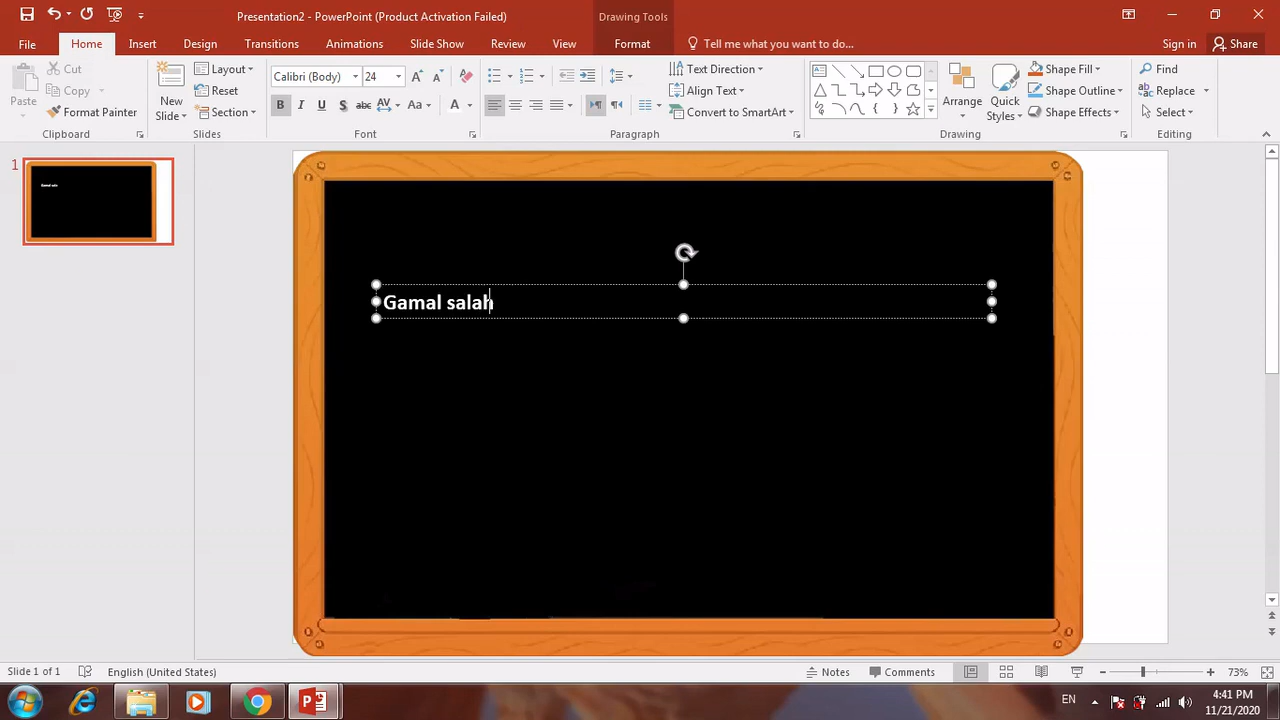 Presentation2 - PowerPoint (Product Activation Failed)
Drawing Tools
File
Home
Insert
Design
Transitions
Animations
Slide Show
Review
View
Format
Tell me what you want to do...
Sign in
Share
Paste
Cut
Copy
Format Painter
Clipboard
New Slide
Layout
Reset
Section
Slides
Calibri (Body)
24
B
I
U
S
abc
AV
Aa
A
Font
Text Direction
Align Text
Convert to SmartArt
Paragraph
Arrange
Quick Styles
Shape Fill
Shape Outline
Shape Effects
Drawing
Find
Replace
Select
Editing
1
Gamal salah
Slide 1 of 1
English (United States)
Notes
Comments
73%
EN
4:41 PM
11/21/2020